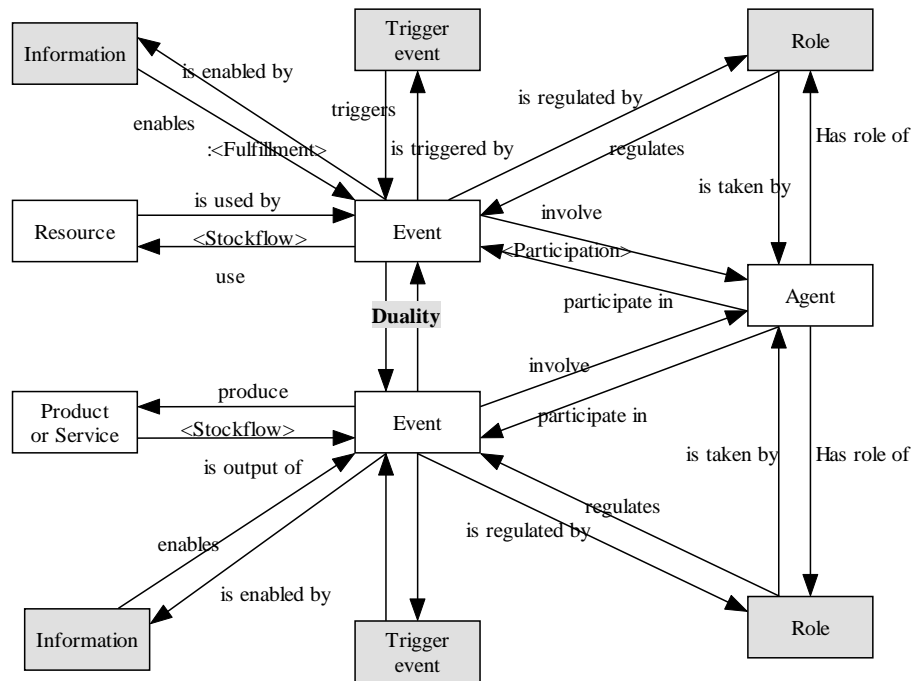 Information
Trigger
event
Role
is enabled by
enables
triggers
is regulated by
:<Fulfillment>
is triggered by
regulates
Has role of
is taken by
Resource
is used by
<Stockflow>
use
Event
involve
<Participation>
participate in
Agent
Duality
Product
or Service
produce
<Stockflow>
is output of
Event
involve
participate in
is taken by
Has role of
enables
is enabled by
is regulated by
regulates
Information
Trigger
event
Role